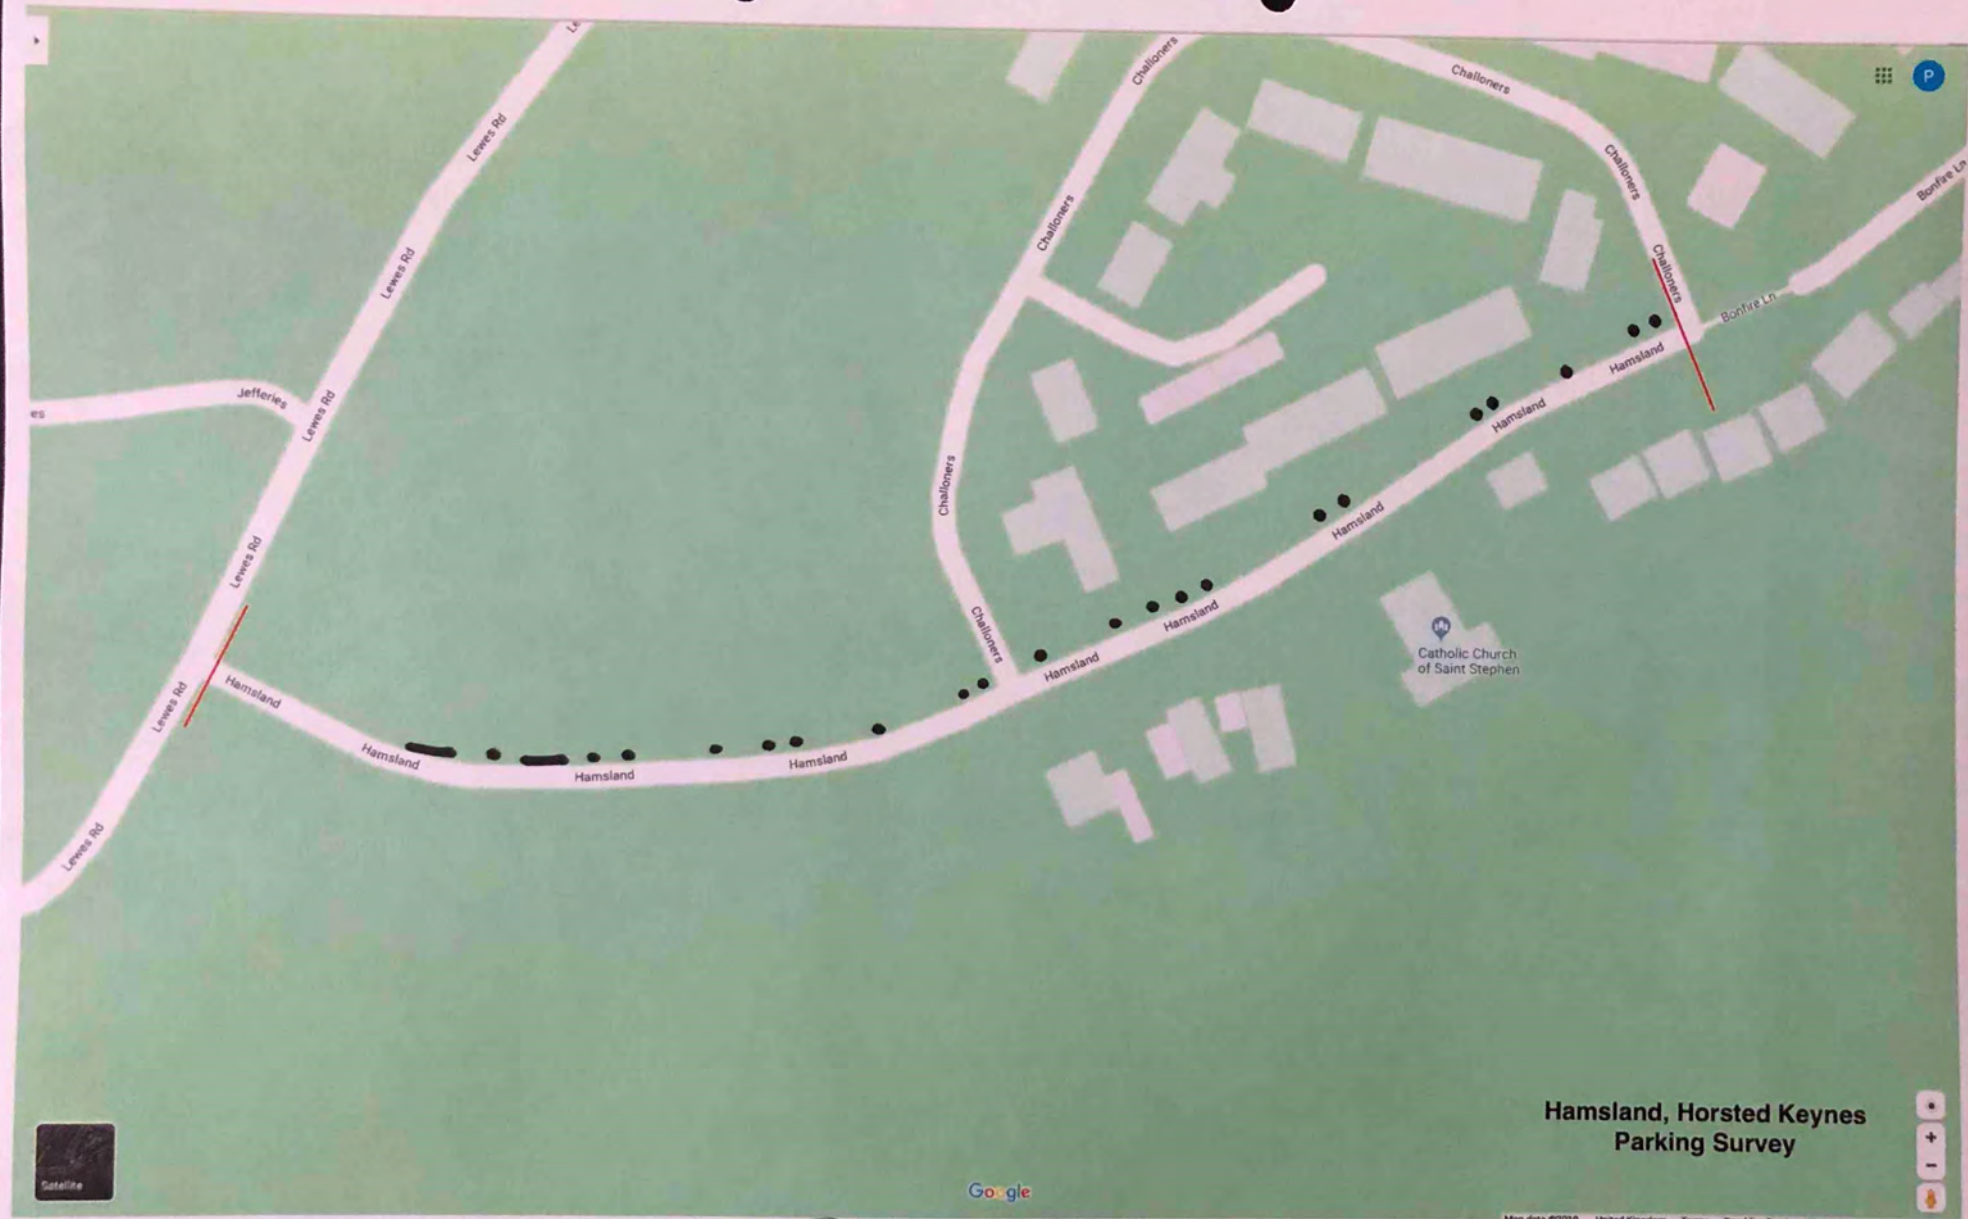 Challoners
Challoners
P
Lewes Rd
Challoners
Bonfire Ln
Challoners
Lewes Rd
Challoners
Bonfire Ln
Hamsland
Jefferies
es
Lewes Rd
Hamsland
Challoners
Hamsland
Lewes Rd
Challoners
Hamsland
Catholic Church
of Saint Stephen
Hamsland
Hamsland
Lewes Rd
Hamsland
Hamsland
Hamsland
Lewes Rd
Hamsland, Horsted Keynes
Parking Survey
Satellite
Google